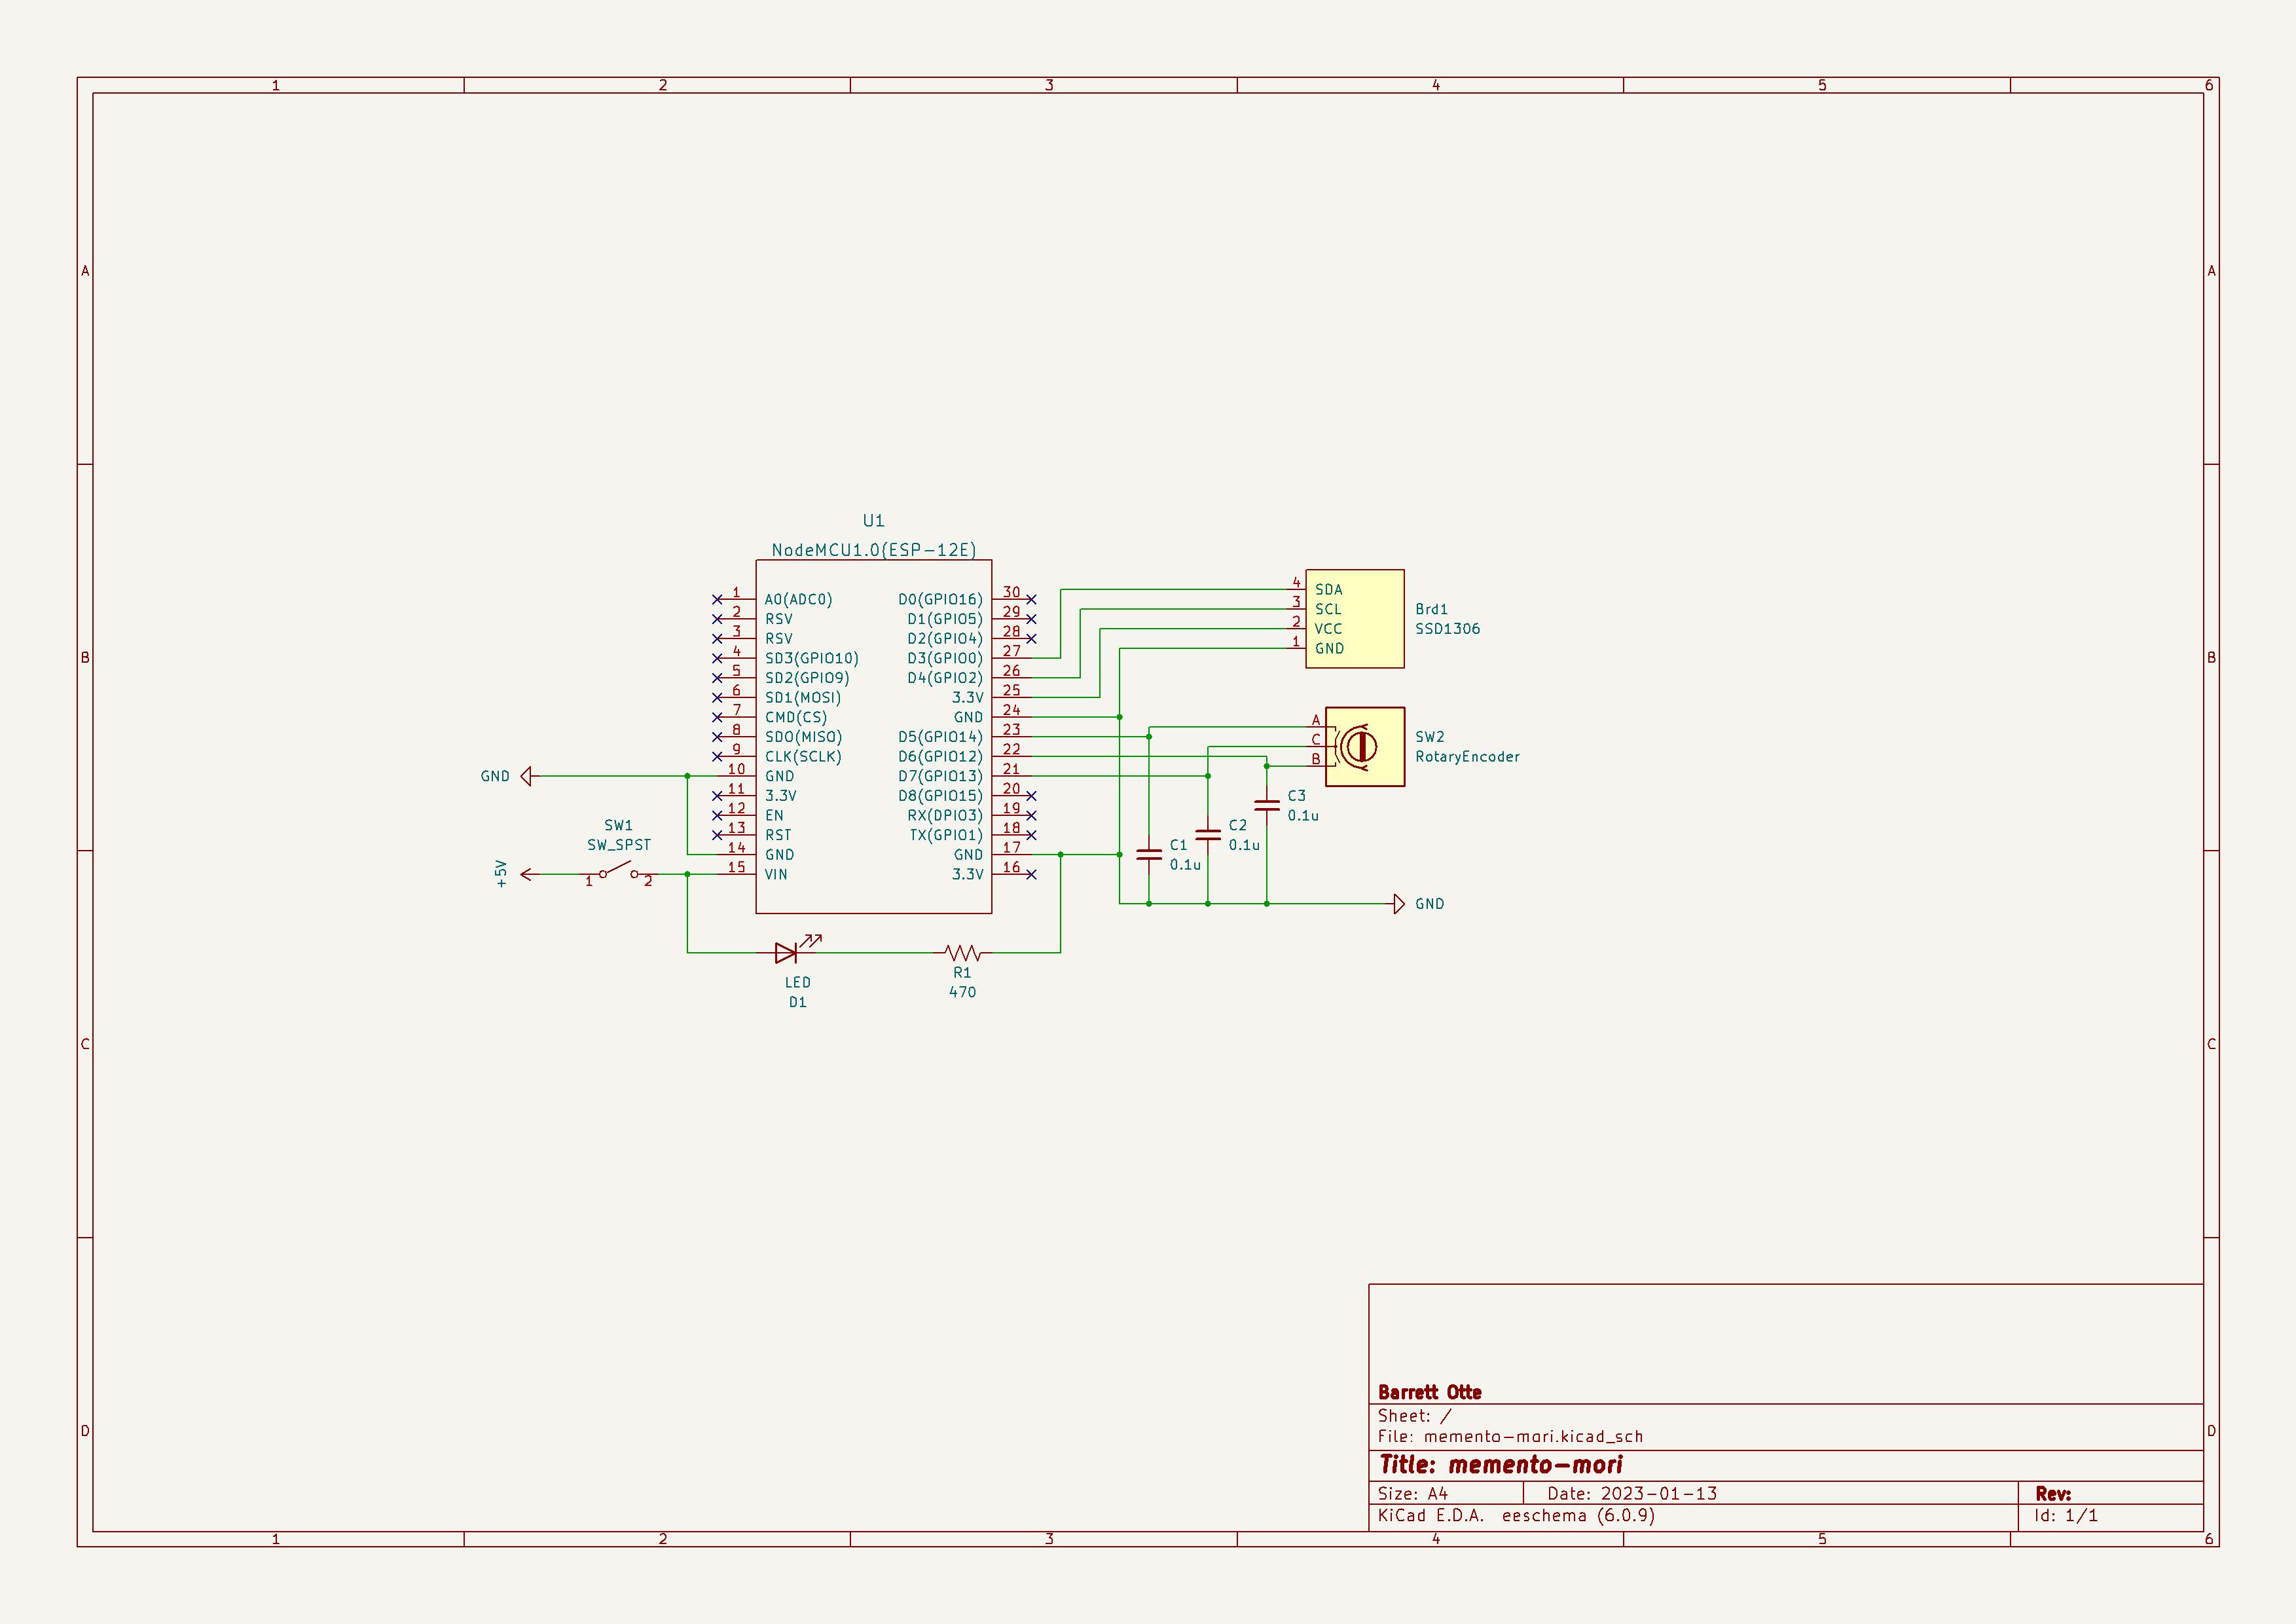 1 2 3 4 5 6
A A
B B
C C
D D
U1
NodeMCU1.0(ESP-12E)
1 A0(ADC0)
2 RSV
3 RSV
4 SD3(GPIO10)
5 SD2(GPIO9)
6 SD1(MOSI)
7 CMD(CS)
8 SDO(MISO)
9 CLK(SCLK)
10 GND
11 3.3V
12 EN
13 RST
14 GND
15 VIN
D0(GPIO16) 30
D1(GPIO5) 29
D2(GPIO4) 28
D3(GPIO0) 27
D4(GPIO2) 26
3.3V 25
GND 24
D5(GPIO14) 23
D6(GPIO12) 22
D7(GPIO13) 21
D8(GPIO15) 20
RX(DPIO3) 19
TX(GPIO1) 18
GND 17
3.3V 16
GND
SW1
SW_SPST
+5V
1 2
LED
D1
R1
470
4 SDA
3 SCL
2 VCC
1 GND
Brd1
SSD1306
A
C
B
SW2
RotaryEncoder
C3
0.1u
C2
0.1u
C1
0.1u
GND
Barrett Otte
Sheet: /
File: memento-mori.kicad_sch
Title: memento-mori
Size: A4 Date: 2023-01-13 Rev:
KiCad E.D.A. eeschema (6.0.9) Id: 1/1
1 2 3 4 5 6